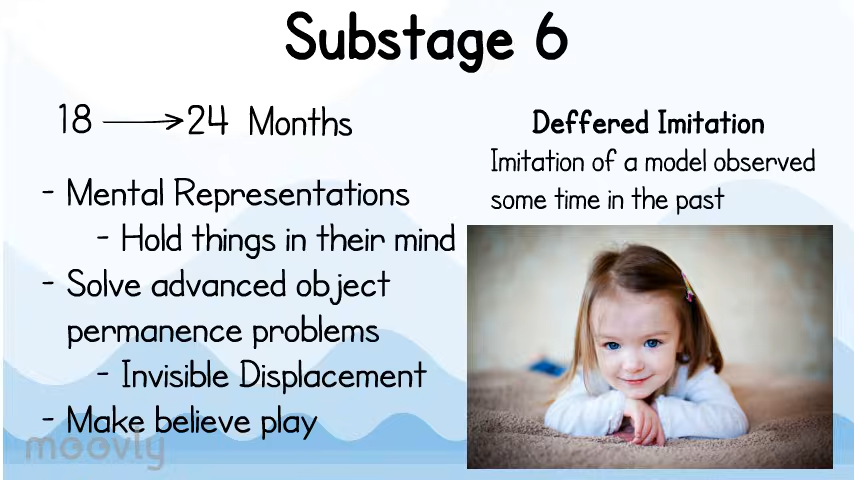 Substage 6
18 ⟶ 24 Months
- Mental Representations
- Hold things in their mind
- Solve advanced object
permanence problems
- Invisible Displacement
- Make believe play
Deffered Imitation
Imitation of a model observed
some time in the past
moovly